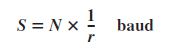 S = N × 1/r baud